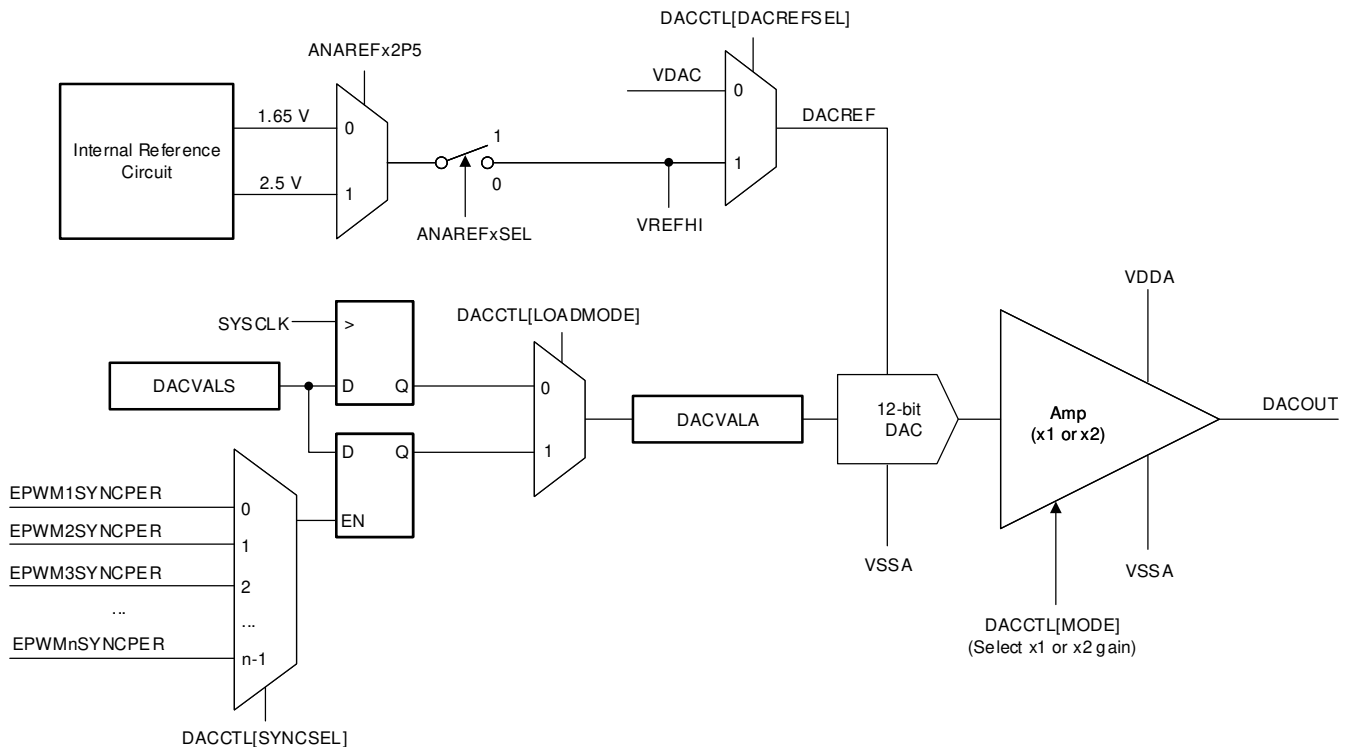 DACCTL[DACREFSEL]
ANAREFx2P5
VDAC
0
DACREF
1.65 V
0
1
Internal Reference
Circuit
2.5 V
1
0
1
ANAREFxSEL
VREFHI
VDDA
SYSCLK
>
DACCTL[LOADMODE]
DACVALS
D
Q
0
DACVALA
12-bit
DAC
Amp
(x1 or x2)
DACOUT
D
Q
1
EPWM1SYNCPER
0
EN
EPWM2SYNCPER
1
EPWM3SYNCPER
2
...
...
EPWMnSYNCPER
n-1
VSSA
VSSA
DACCTL[MODE]
(Select x1 or x2 gain)
DACCTL[SYNCSEL]